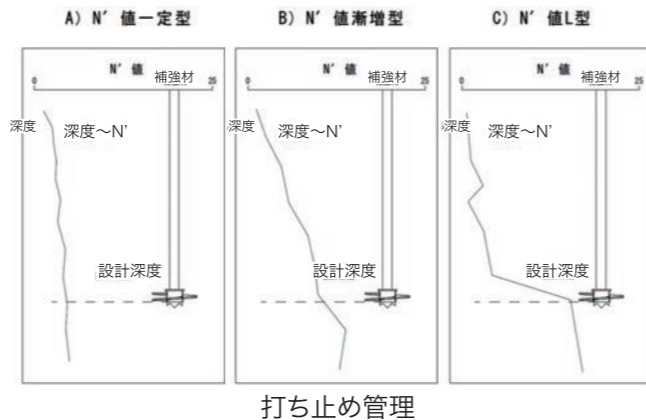 A) N′ 値一定型
B) N′ 値漸増型
C) N′ 値L型
N′ 値
補強材
0
25
深度
深度～N'
設計深度
N′ 値
補強材
0
25
深度
深度～N'
設計深度
N′ 値
補強材
0
25
深度
深度～N'
設計深度
打ち止め管理